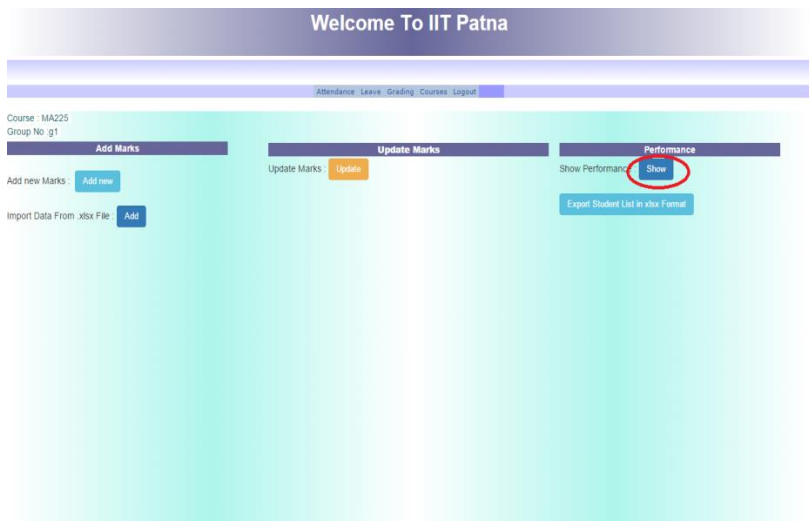 Welcome To IIT Patna
Attendance Leave Grading Courses Logout
Course : MA225
Group No :g1
Add Marks
Add new Marks : Add new
Import Data From .xlsx File : Add
Update Marks
Update Marks : Update
Performance
Show Performance : Show
Export Student List in xlsx Format